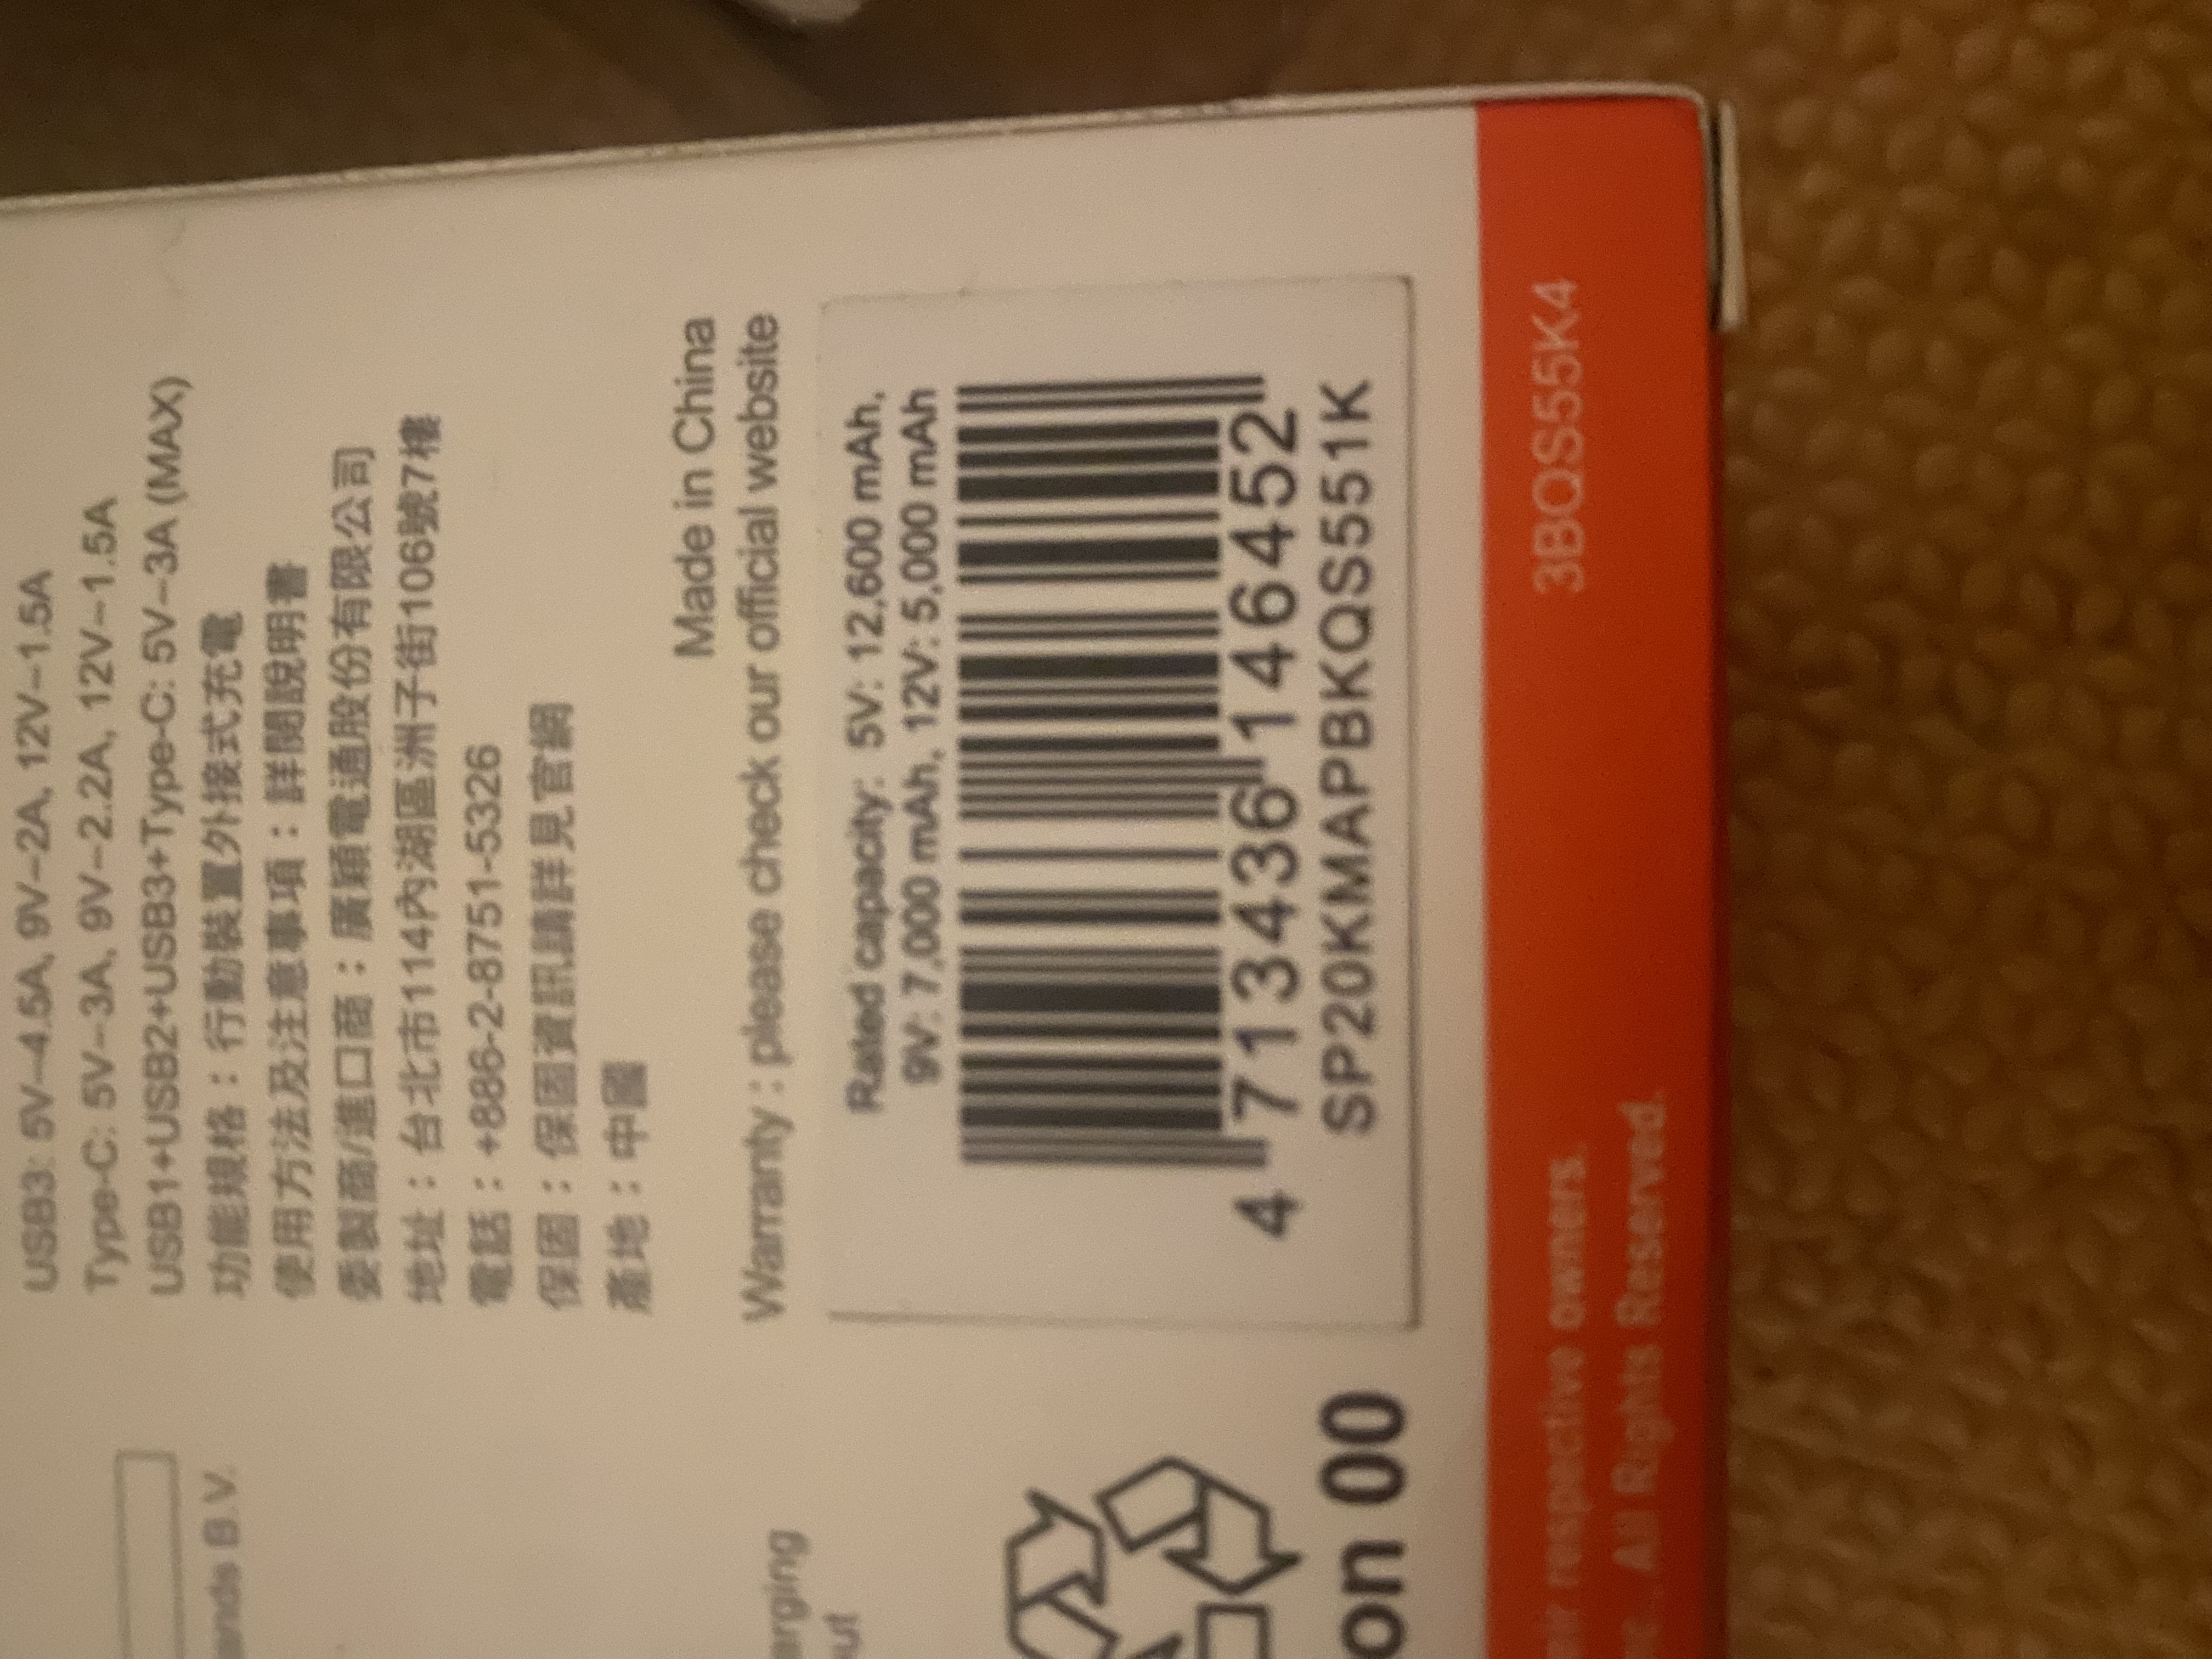 USB3: 5V⎓4.5A, 9V⎓2A, 12V⎓1.5A
Type-C: 5V⎓3A, 9V⎓2.2A, 12V⎓1.5A
USB1+USB2+USB3+Type-C: 5V⎓3A (MAX)
功能規格：行動裝置外接式充電
使用方法及注意事項：詳閱說明書
委製商/進口商：廣穎電通股份有限公司
地址：台北市114內湖區洲子街106號7樓
電話：+886-2-8751-5326
保固：保固資訊請詳見官網
產地：中國
Made in China
Warranty : please check our official website
Rated capacity: 5V: 12,600 mAh,
9V: 7,000 mAh, 12V: 5,000 mAh
4 713436 146452
SP20KMAPBKQS551K
ands B.V.
arging
out
on 00
3BQS55K4
respective owners.
All Rights Reserved.